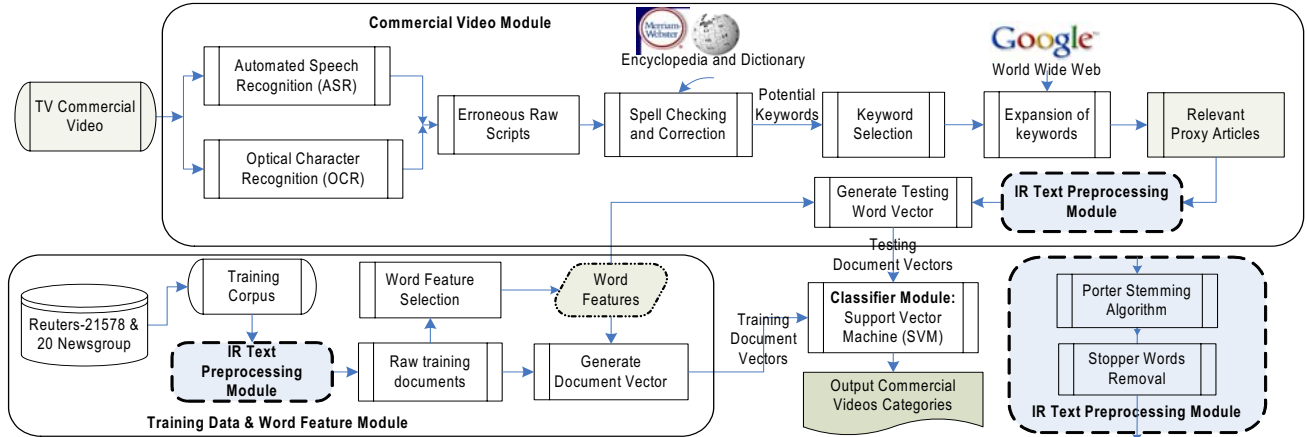 Commercial Video Module
Merriam-
Webster
Google
TM
Encyclopedia and Dictionary
World Wide Web
TV Commercial
Video
Automated Speech
Recognition (ASR)
Optical Character
Recognition (OCR)
Erroneous Raw
Scripts
Spell Checking
and Correction
Potential
Keywords
Keyword
Selection
Expansion of
keywords
Relevant
Proxy Articles
Generate Testing
Word Vector
IR Text Preprocessing
Module
Testing
Document Vectors
Reuters-21578 &
20 Newsgroup
Training
Corpus
IR Text
Preprocessing
Module
Word Feature
Selection
Raw training
documents
Word
Features
Generate
Document Vector
Training Data & Word Feature Module
Training
Document
Vectors
Classifier Module:
Support Vector
Machine (SVM)
Output Commercial
Videos Categories
Porter Stemming
Algorithm
Stopper Words
Removal
IR Text Preprocessing Module